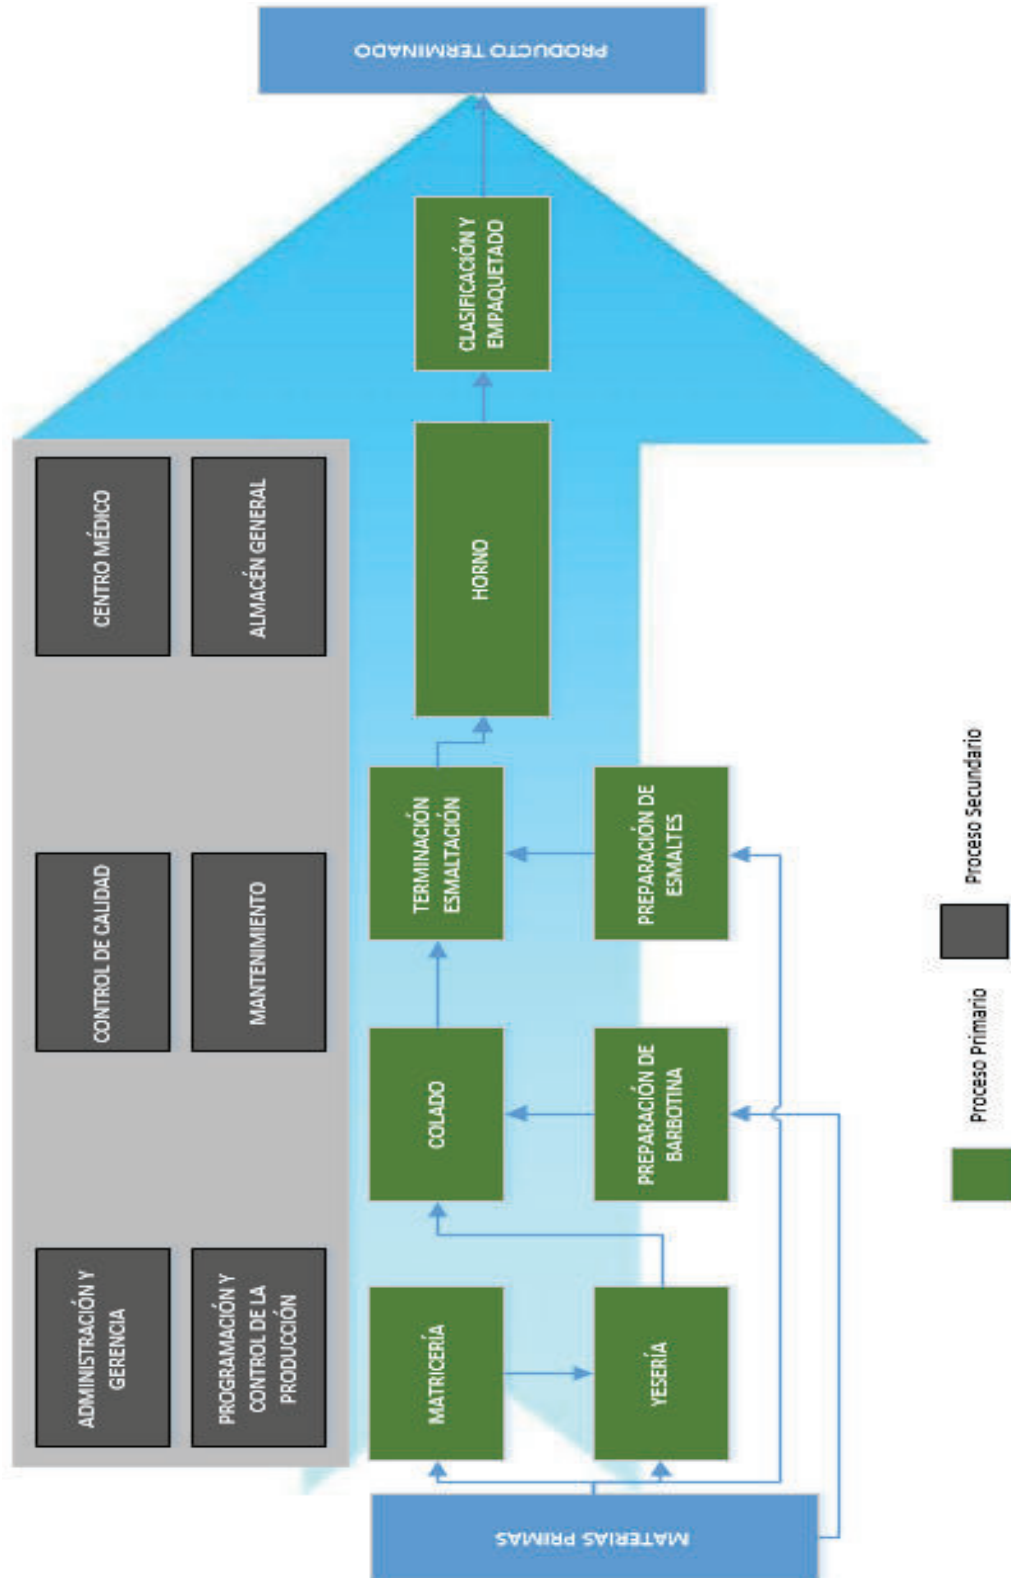 ADMINISTRACIÓN Y
GERENCIA
CONTROL DE CALIDAD
CENTRO MÉDICO
PROGRAMACIÓN Y
CONTROL DE LA
PRODUCCIÓN
MANTENIMIENTO
ALMACÉN GENERAL
MATERIAS PRIMAS
MATRICERÍA
COLADO
TERMINACIÓN
ESMALTACIÓN
HORNO
CLASIFICACIÓN Y
EMPAQUETADO
PRODUCTO TERMINADO
YESERÍA
PREPARACIÓN DE
BARBOTINA
PREPARACIÓN DE
ESMALTES
Proceso Primario
Proceso Secundario